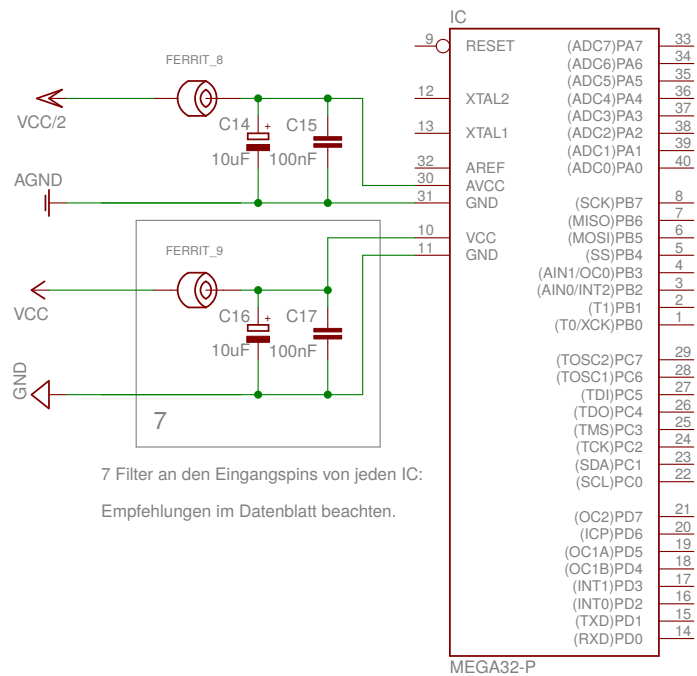 IC
9 RESET (ADC7)PA7 33
(ADC6)PA6 34
(ADC5)PA5 35
12 XTAL2 (ADC4)PA4 36
(ADC3)PA3 37
13 XTAL1 (ADC2)PA2 38
(ADC1)PA1 39
32 AREF (ADC0)PA0 40
30 AVCC
31 GND (SCK)PB7 8
(MISO)PB6 7
10 VCC (MOSI)PB5 6
11 GND (SS)PB4 5
(AIN1/OC0)PB3 4
(AIN0/INT2)PB2 3
(T1)PB1 2
(T0/XCK)PB0 1
(TOSC2)PC7 29
(TOSC1)PC6 28
(TDI)PC5 27
(TDO)PC4 26
(TMS)PC3 25
(TCK)PC2 24
(SDA)PC1 23
(SCL)PC0 22
(OC2)PD7 21
(ICP)PD6 20
(OC1A)PD5 19
(OC1B)PD4 18
(INT1)PD3 17
(INT0)PD2 16
(TXD)PD1 15
(RXD)PD0 14
MEGA32-P
FERRIT_8
VCC/2
C14 + C15
10uF 100nF
AGND
FERRIT_9
VCC
C16 + C17
10uF 100nF
GND
7
7 Filter an den Eingangspins von jeden IC:
Empfehlungen im Datenblatt beachten.